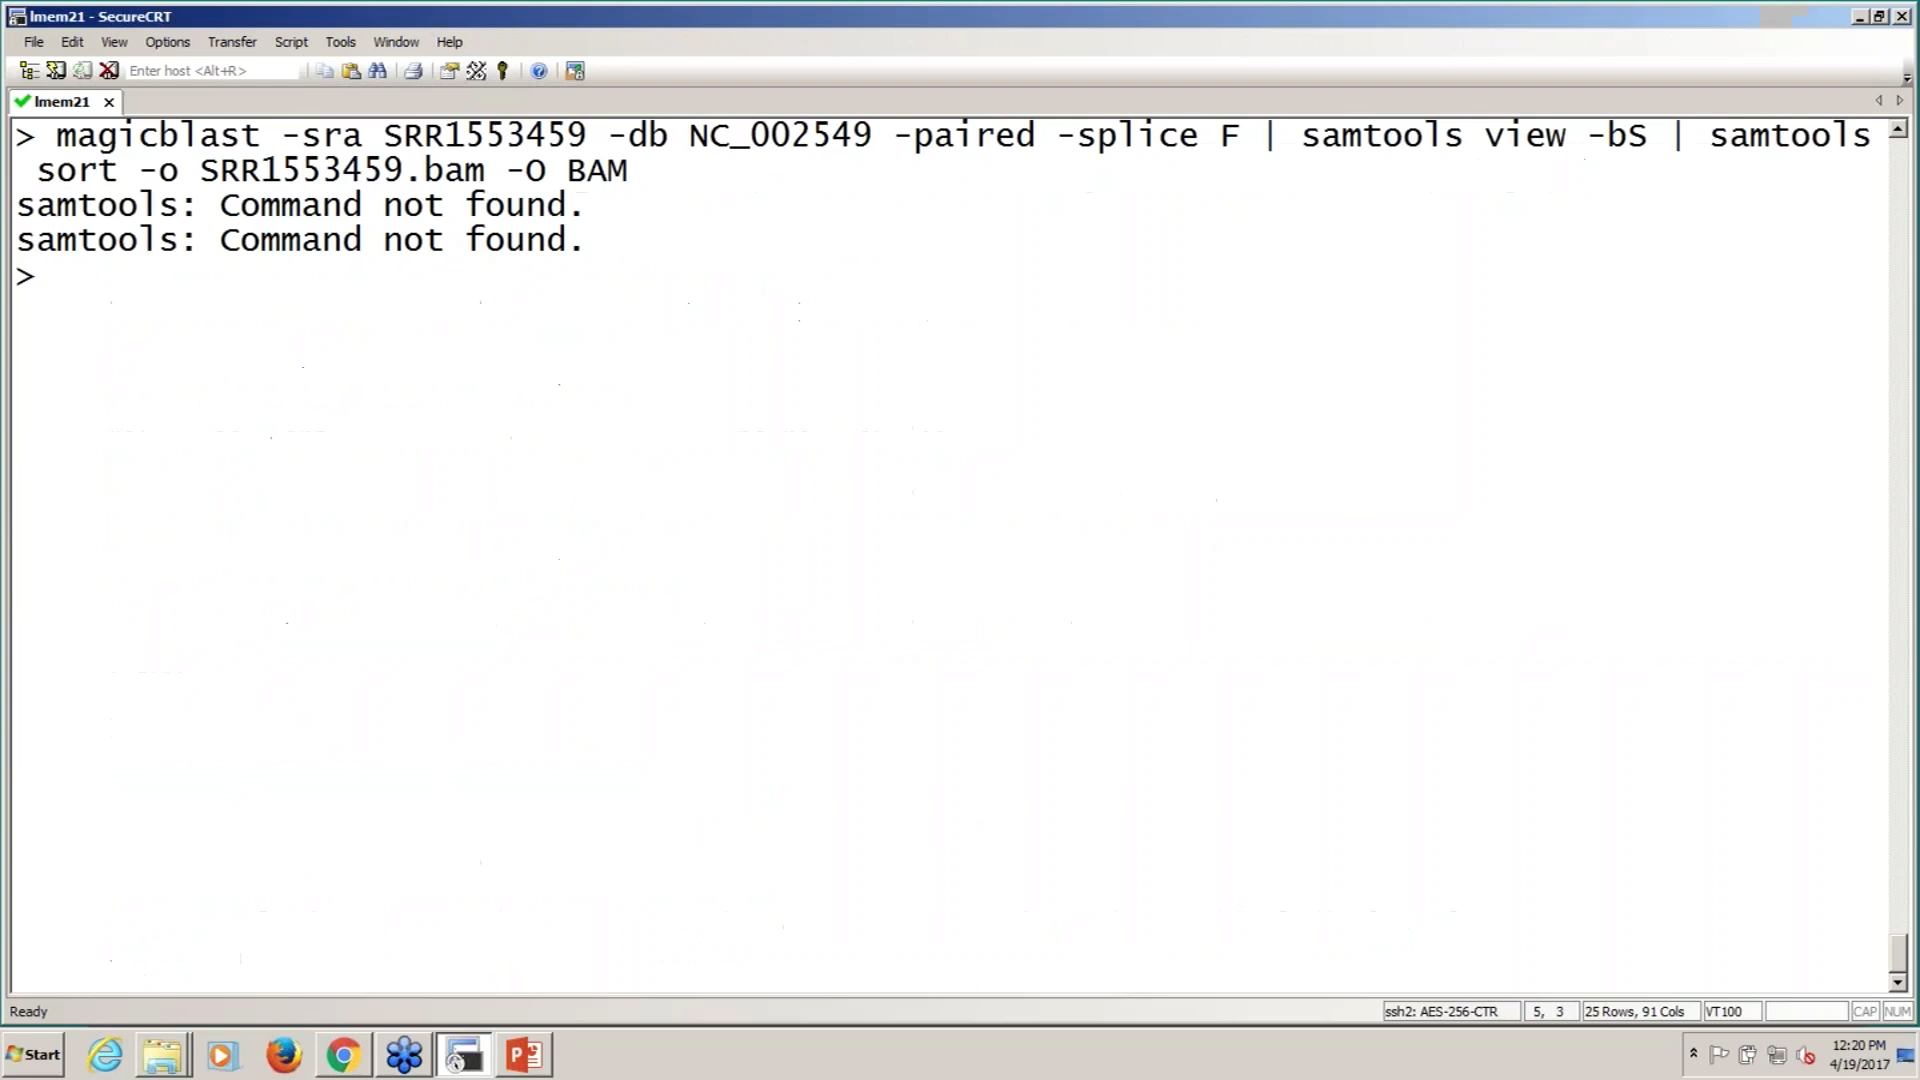 lmem21 - SecureCRT
File Edit View Options Transfer Script Tools Window Help
Enter host <Alt+R>
lmem21
> magicblast -sra SRR1553459 -db NC_002549 -paired -splice F | samtools view -bS | samtools
sort -o SRR1553459.bam -O BAM
samtools: Command not found.
samtools: Command not found.
>
Ready ssh2: AES-256-CTR 5, 3 25 Rows, 91 Cols VT100 CAP NUM
Start 12:20 PM
4/19/2017